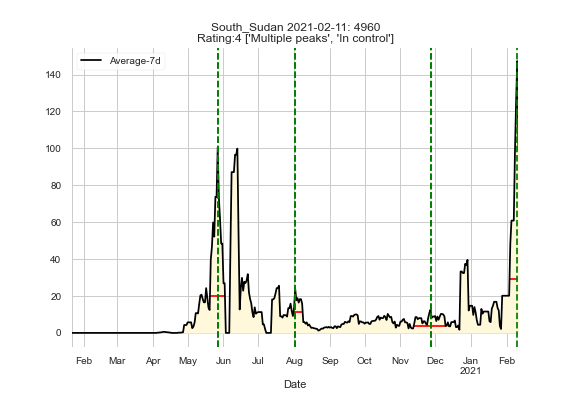 South_Sudan 2021-02-11: 4960
Rating:4 ['Multiple peaks', 'In control']
Average-7d
140
120
100
80
60
40
20
0
Feb Mar Apr May Jun Jul Aug Sep Oct Nov Dec Jan Feb
2021
Date